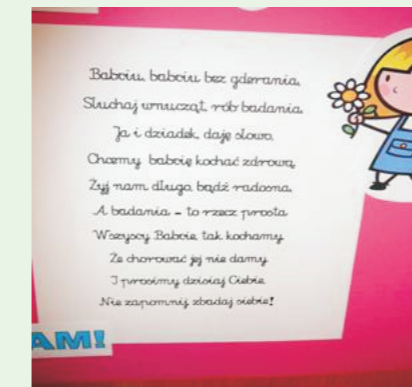 Babciu, babciu bez gderania,
Słuchaj wnucząt, rób badania.
Ja i dziadek, daję słowo,
Chcemy babcię kochać zdrową.
Żyj nam długo, bądź radosna,
A badania - to rzecz prosta
Wszyscy Babcie tak kochamy
Że chorować jej nie damy
I prosimy dzisiaj Ciebie
Nie zapomnij zbadaj siebie!
AM!